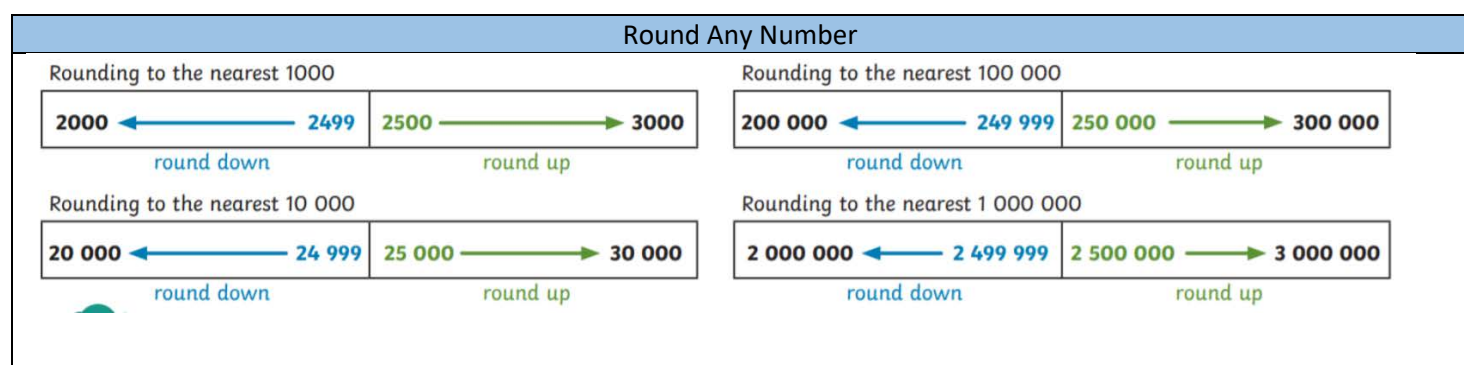 Round Any Number
Rounding to the nearest 1000
2000 2499 2500 3000
round down round up
Rounding to the nearest 10 000
20 000 24 999 25 000 30 000
round down round up
Rounding to the nearest 100 000
200 000 249 999 250 000 300 000
round down round up
Rounding to the nearest 1 000 000
2 000 000 2 499 999 2 500 000 3 000 000
round down round up